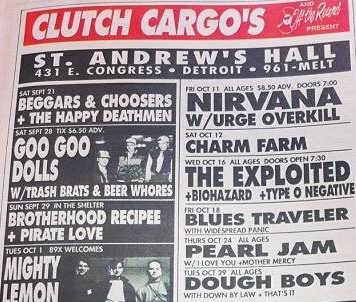 CLUTCH CARGO'S
AND
Off the Record
PRESENT
ST. ANDREW'S HALL
431 E. CONGRESS • DETROIT • 961-MELT
SAT SEPT 21
BEGGARS & CHOOSERS
+ THE HAPPY DEATHMEN
SAT SEPT 28 TIX $6.50 ADV.
GOO GOO
DOLLS
W/TRASH BRATS & BEER WHORES
SUN SEPT 29 IN THE SHELTER
BROTHERHOOD RECIPEE
+ PIRATE LOVE
TUES OCT 1 89X WELCOMES
MIGHTY
LEMON
FRI OCT 11 ALL AGES $8.50 ADV. DOORS 7:00
NIRVANA
W/URGE OVERKILL
SAT OCT 12
CHARM FARM
WED OCT 16 ALL AGES DOORS OPEN 7:30
THE EXPLOITED
+BIOHAZARD +TYPE O NEGATIVE
FRI OCT 18
BLUES TRAVELER
WITH WIDESPREAD PANIC
THURS OCT 24 ALL AGES
PEARL JAM
W/ I LOVE YOU +MOTHER MERCY
TUES OCT 29 ALL AGES
DOUGH BOYS
WITH DOWN BY LAW + THAT'S IT